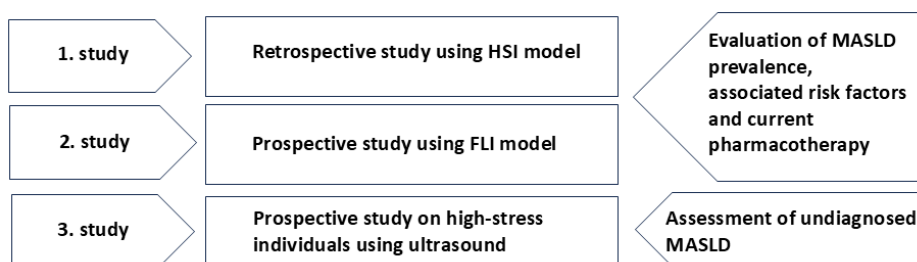 1. study
Retrospective study using HSI model
Evaluation of MASLD
prevalence,
associated risk factors
and current
pharmacotherapy
2. study
Prospective study using FLI model
3. study
Prospective study on high-stress
individuals using ultrasound
Assessment of undiagnosed
MASLD